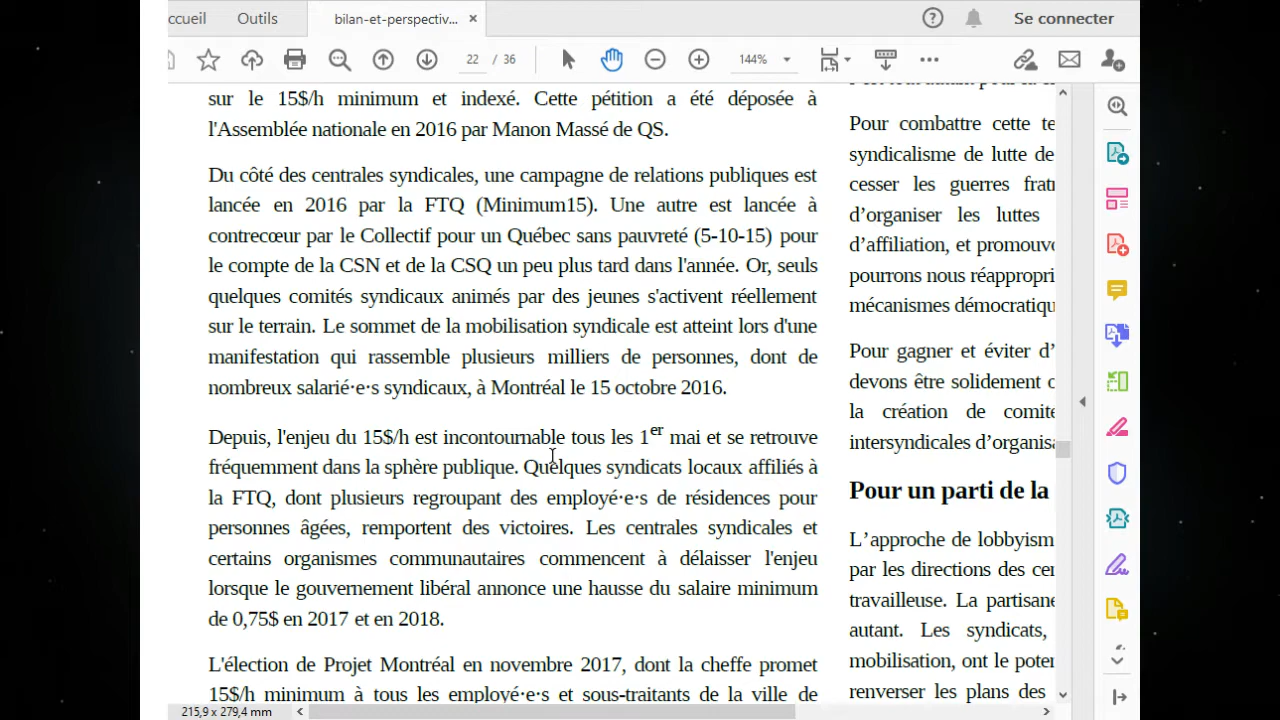 ccueil
Outils
bilan-et-perspectiv...
Se connecter
22 / 36
144%
sur le 15$/h minimum et indexé. Cette pétition a été déposée à
l'Assemblée nationale en 2016 par Manon Massé de QS.
Du côté des centrales syndicales, une campagne de relations publiques est
lancée en 2016 par la FTQ (Minimum15). Une autre est lancée à
contrecœur par le Collectif pour un Québec sans pauvreté (5-10-15) pour
le compte de la CSN et de la CSQ un peu plus tard dans l'année. Or, seuls
quelques comités syndicaux animés par des jeunes s'activent réellement
sur le terrain. Le sommet de la mobilisation syndicale est atteint lors d'une
manifestation qui rassemble plusieurs milliers de personnes, dont de
nombreux salarié·e·s syndicaux, à Montréal le 15 octobre 2016.
Depuis, l'enjeu du 15$/h est incontournable tous les 1er mai et se retrouve
fréquemment dans la sphère publique. Quelques syndicats locaux affiliés à
la FTQ, dont plusieurs regroupant des employé·e·s de résidences pour
personnes âgées, remportent des victoires. Les centrales syndicales et
certains organismes communautaires commencent à délaisser l'enjeu
lorsque le gouvernement libéral annonce une hausse du salaire minimum
de 0,75$ en 2017 et en 2018.
L'élection de Projet Montréal en novembre 2017, dont la cheffe promet
15$/h minimum à tous les employé·e·s et sous-traitants de la ville de
Pour combattre cette te
syndicalisme de lutte de
cesser les guerres frat
d'organiser les luttes
d'affiliation, et promouvo
pourrons nous réappropri
mécanismes démocratiqu
Pour gagner et éviter d'
devons être solidement o
la création de comité
intersyndicales d'organisa
Pour un parti de la
L'approche de lobbyism
par les directions des cen
travailleuse. La partisane
autant. Les syndicats,
mobilisation, ont le poten
renverser les plans des
215,9 x 279,4 mm